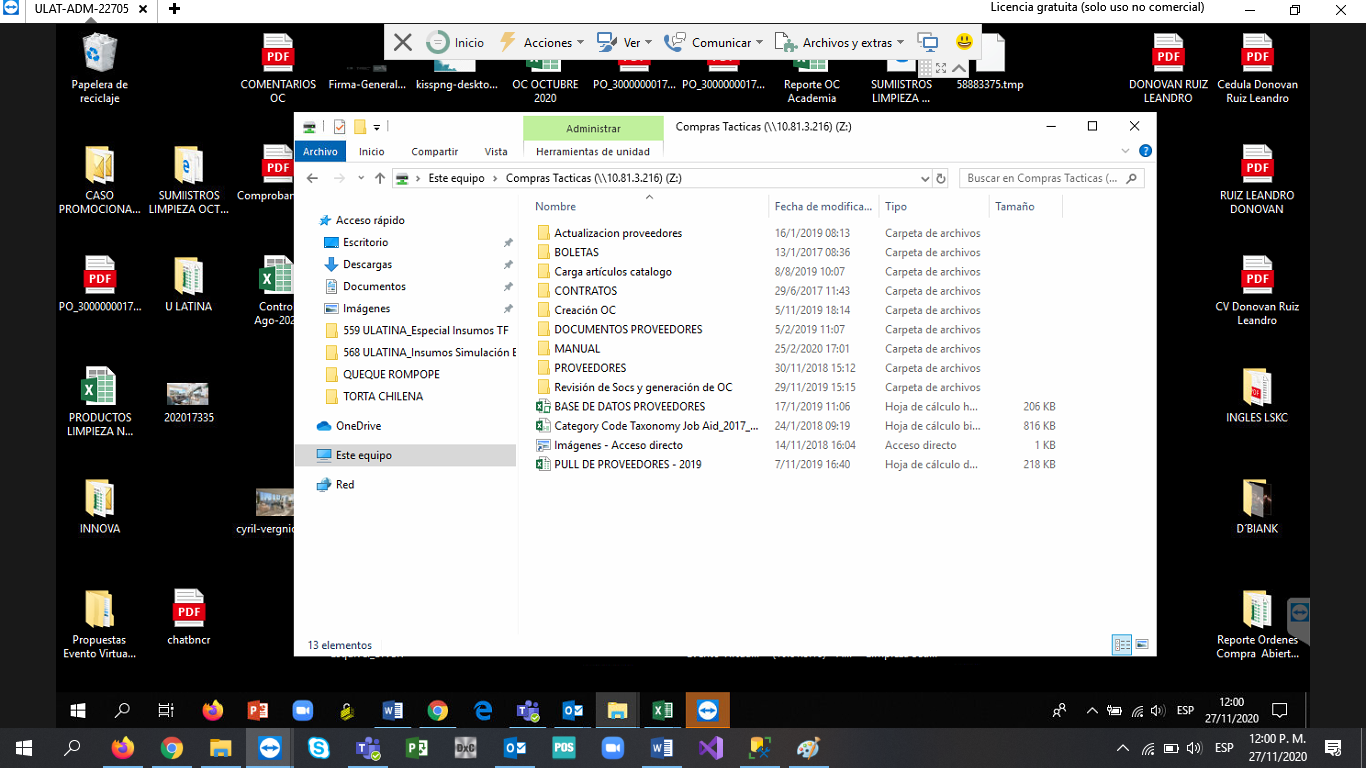 ULAT-ADM-22705
Licencia gratuita (solo uso no comercial)
Inicio
Acciones
Ver
Comunicar
Archivos y extras
Papelera de
reciclaje
COMENTARIOS
OC
Firma-General...
kisspng-deskto...
OC OCTUBRE
2020
PO_3000000017...
PO_3000000017...
Reporte OC
Academia
SUMIISTROS
LIMPIEZA ...
58883375.tmp
DONOVAN RUIZ
LEANDRO
Cedula Donovan
Ruiz Leandro
Administrar
Compras Tacticas (\\10.81.3.216) (Z:)
Archivo
Inicio
Compartir
Vista
Herramientas de unidad
Este equipo
Compras Tacticas (\\10.81.3.216) (Z:)
Buscar en Compras Tacticas (...
CASO
PROMOCIONA...
SUMIISTROS
LIMPIEZA OCT...
Comproban
RUIZ LEANDRO
DONOVAN
PO_3000000017...
U LATINA
Contro
Ago-202
CV Donovan Ruiz
Leandro
PRODUCTOS
LIMPIEZA N...
202017335
INGLES LSKC
INNOVA
cyril-vergnio
D´BIANK
Propuestas
Evento Virtua...
chatbncr
Reporte Ordenes
Compra Abiert...
Acceso rápido
Escritorio
Descargas
Documentos
Imágenes
559 ULATINA_Especial Insumos TF
568 ULATINA_Insumos Simulación E
QUEQUE ROMPOPE
TORTA CHILENA
OneDrive
Este equipo
Red
Nombre Fecha de modifica... Tipo Tamaño
Actualizacion proveedores 16/1/2019 08:13 Carpeta de archivos
BOLETAS 13/1/2017 08:36 Carpeta de archivos
Carga artículos catalogo 8/8/2019 10:07 Carpeta de archivos
CONTRATOS 29/6/2017 11:43 Carpeta de archivos
Creación OC 5/11/2019 18:14 Carpeta de archivos
DOCUMENTOS PROVEEDORES 5/2/2019 11:07 Carpeta de archivos
MANUAL 25/2/2020 17:01 Carpeta de archivos
PROVEEDORES 30/11/2018 15:12 Carpeta de archivos
Revisión de Socs y generación de OC 29/11/2019 15:15 Carpeta de archivos
BASE DE DATOS PROVEEDORES 17/1/2019 11:06 Hoja de cálculo h... 206 KB
Category Code Taxonomy Job Aid_2017_... 24/1/2018 09:19 Hoja de cálculo bi... 816 KB
Imágenes - Acceso directo 14/11/2018 16:04 Acceso directo 1 KB
PULL DE PROVEEDORES - 2019 7/11/2019 16:40 Hoja de cálculo d... 218 KB
13 elementos
ESP
12:00
27/11/2020
ESP
12:00 P. M.
27/11/2020